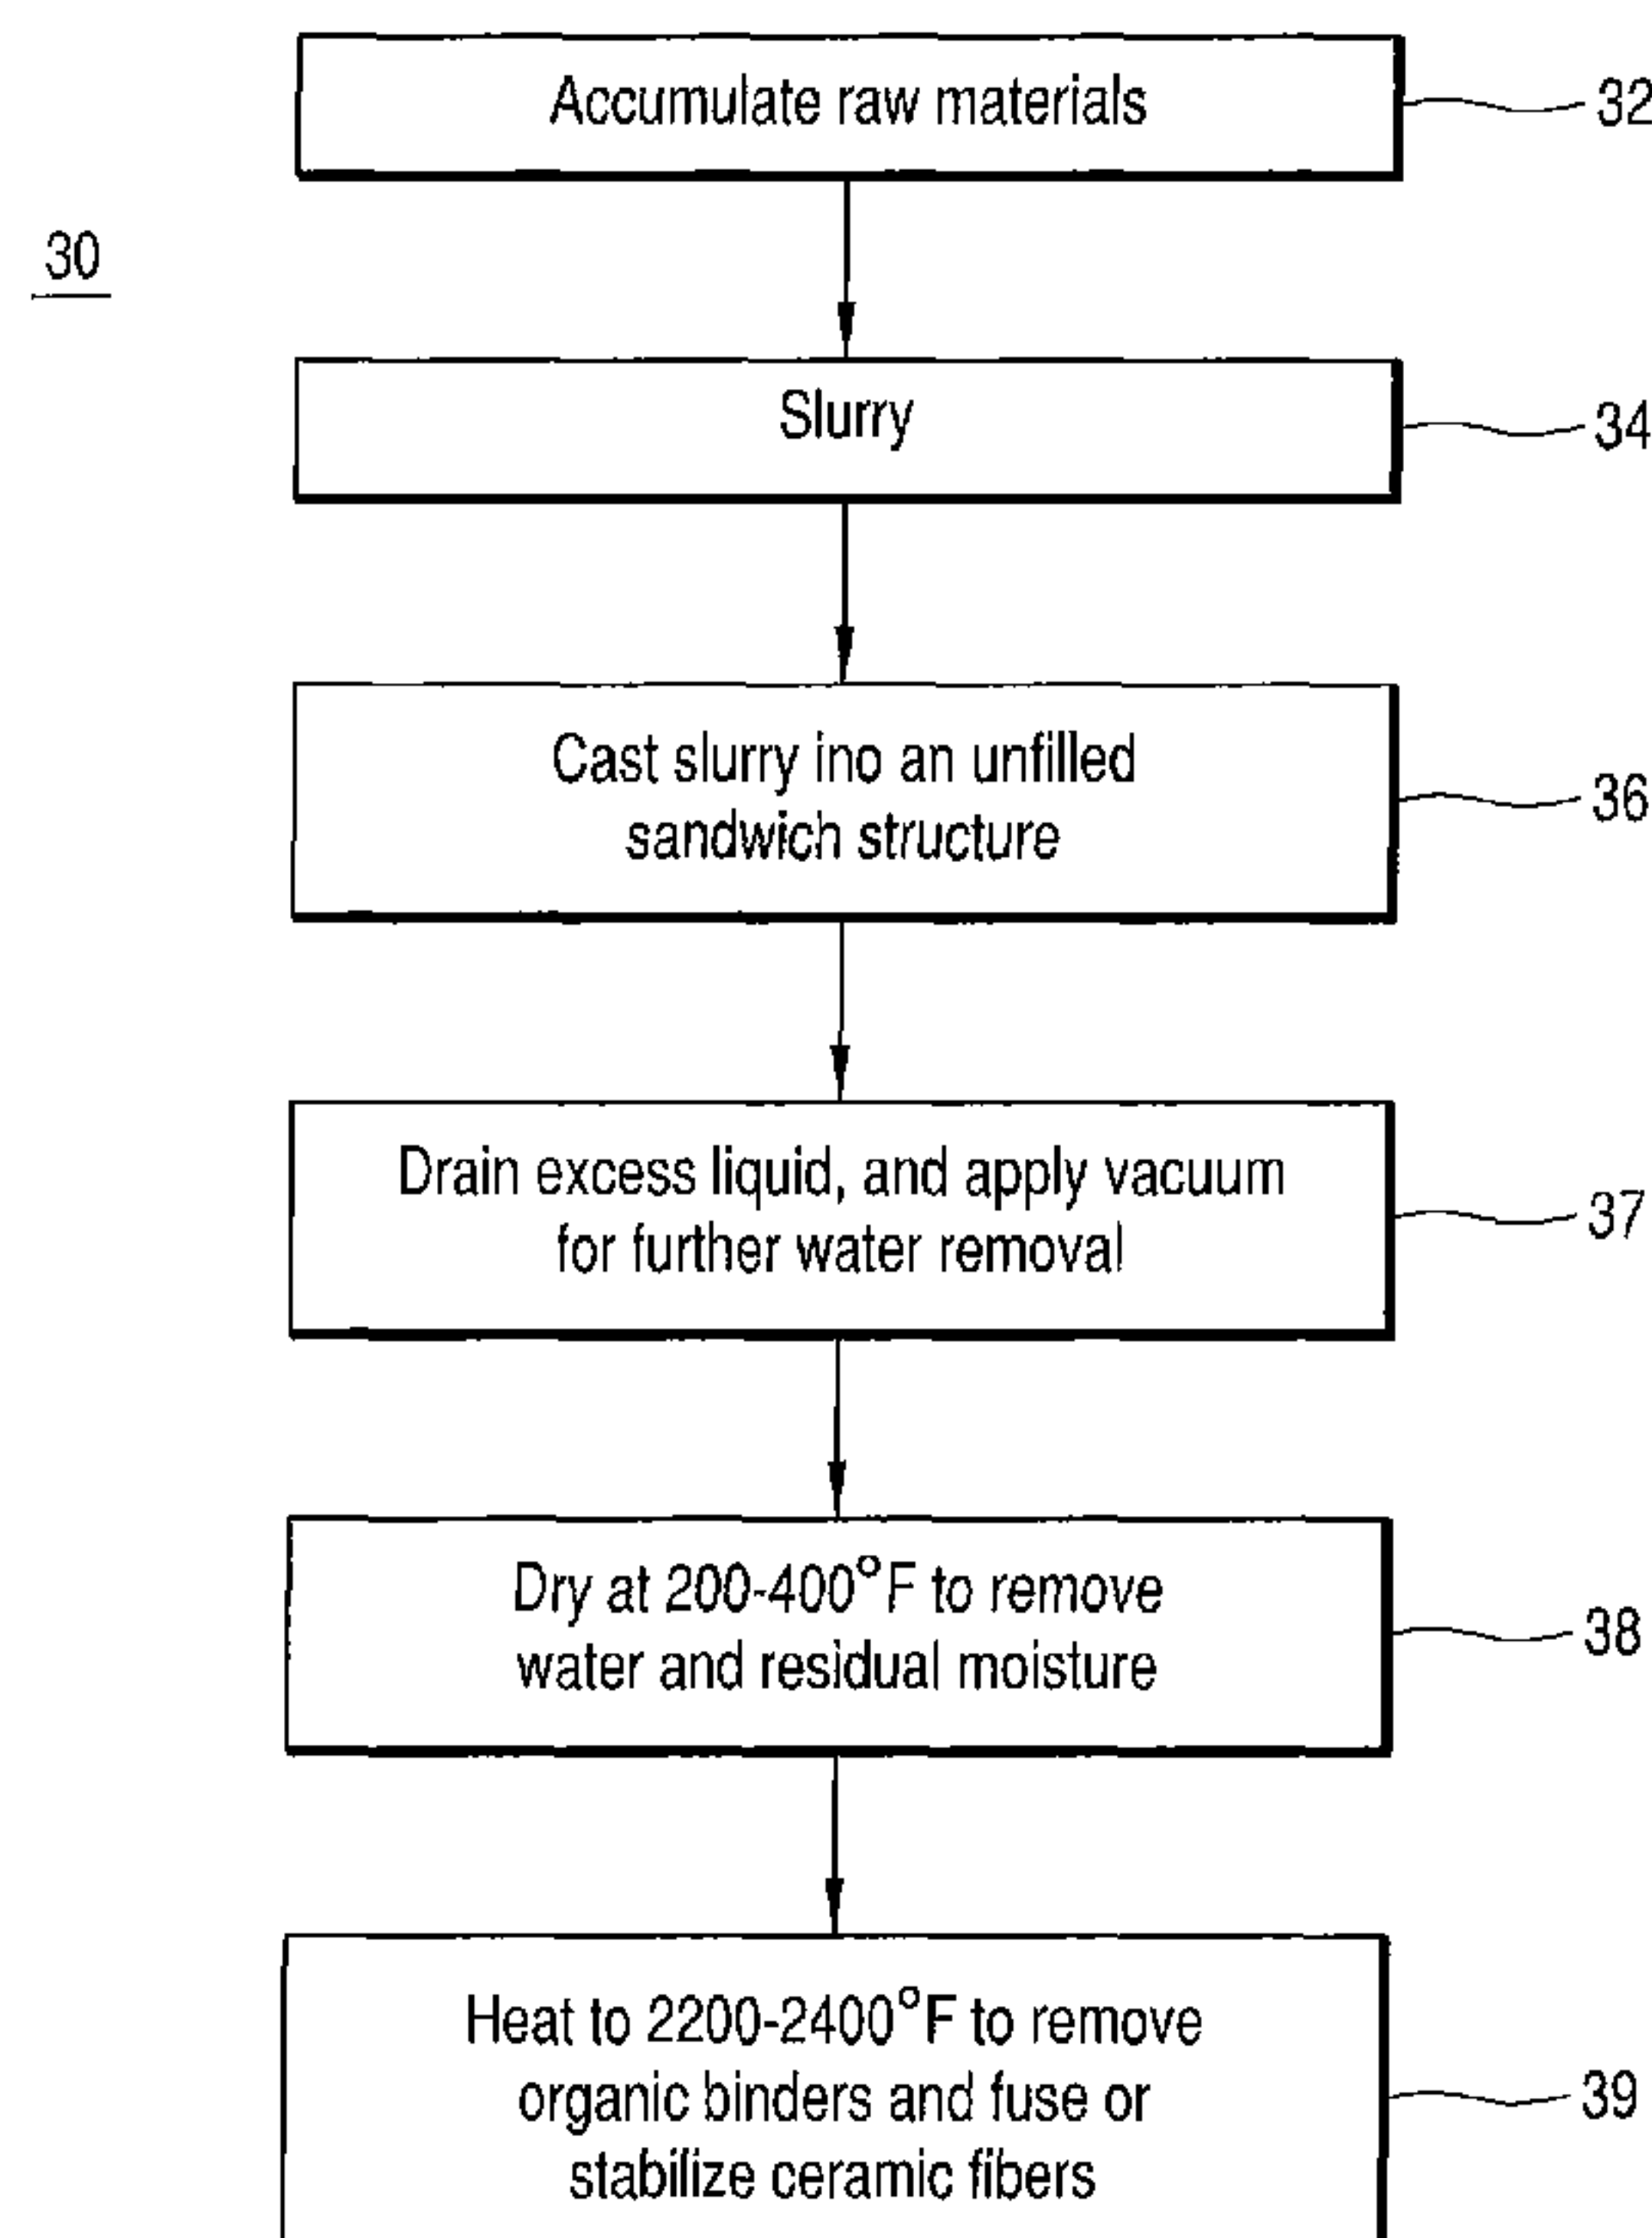 Accumulate raw materials
32
30
Slurry
34
Cast slurry ino an unfilled
sandwich structure
36
Drain excess liquid, and apply vacuum
for further water removal
37
Dry at 200-400°F to remove
water and residual moisture
38
Heat to 2200-2400°F to remove
organic binders and fuse or
stabilize ceramic fibers
39